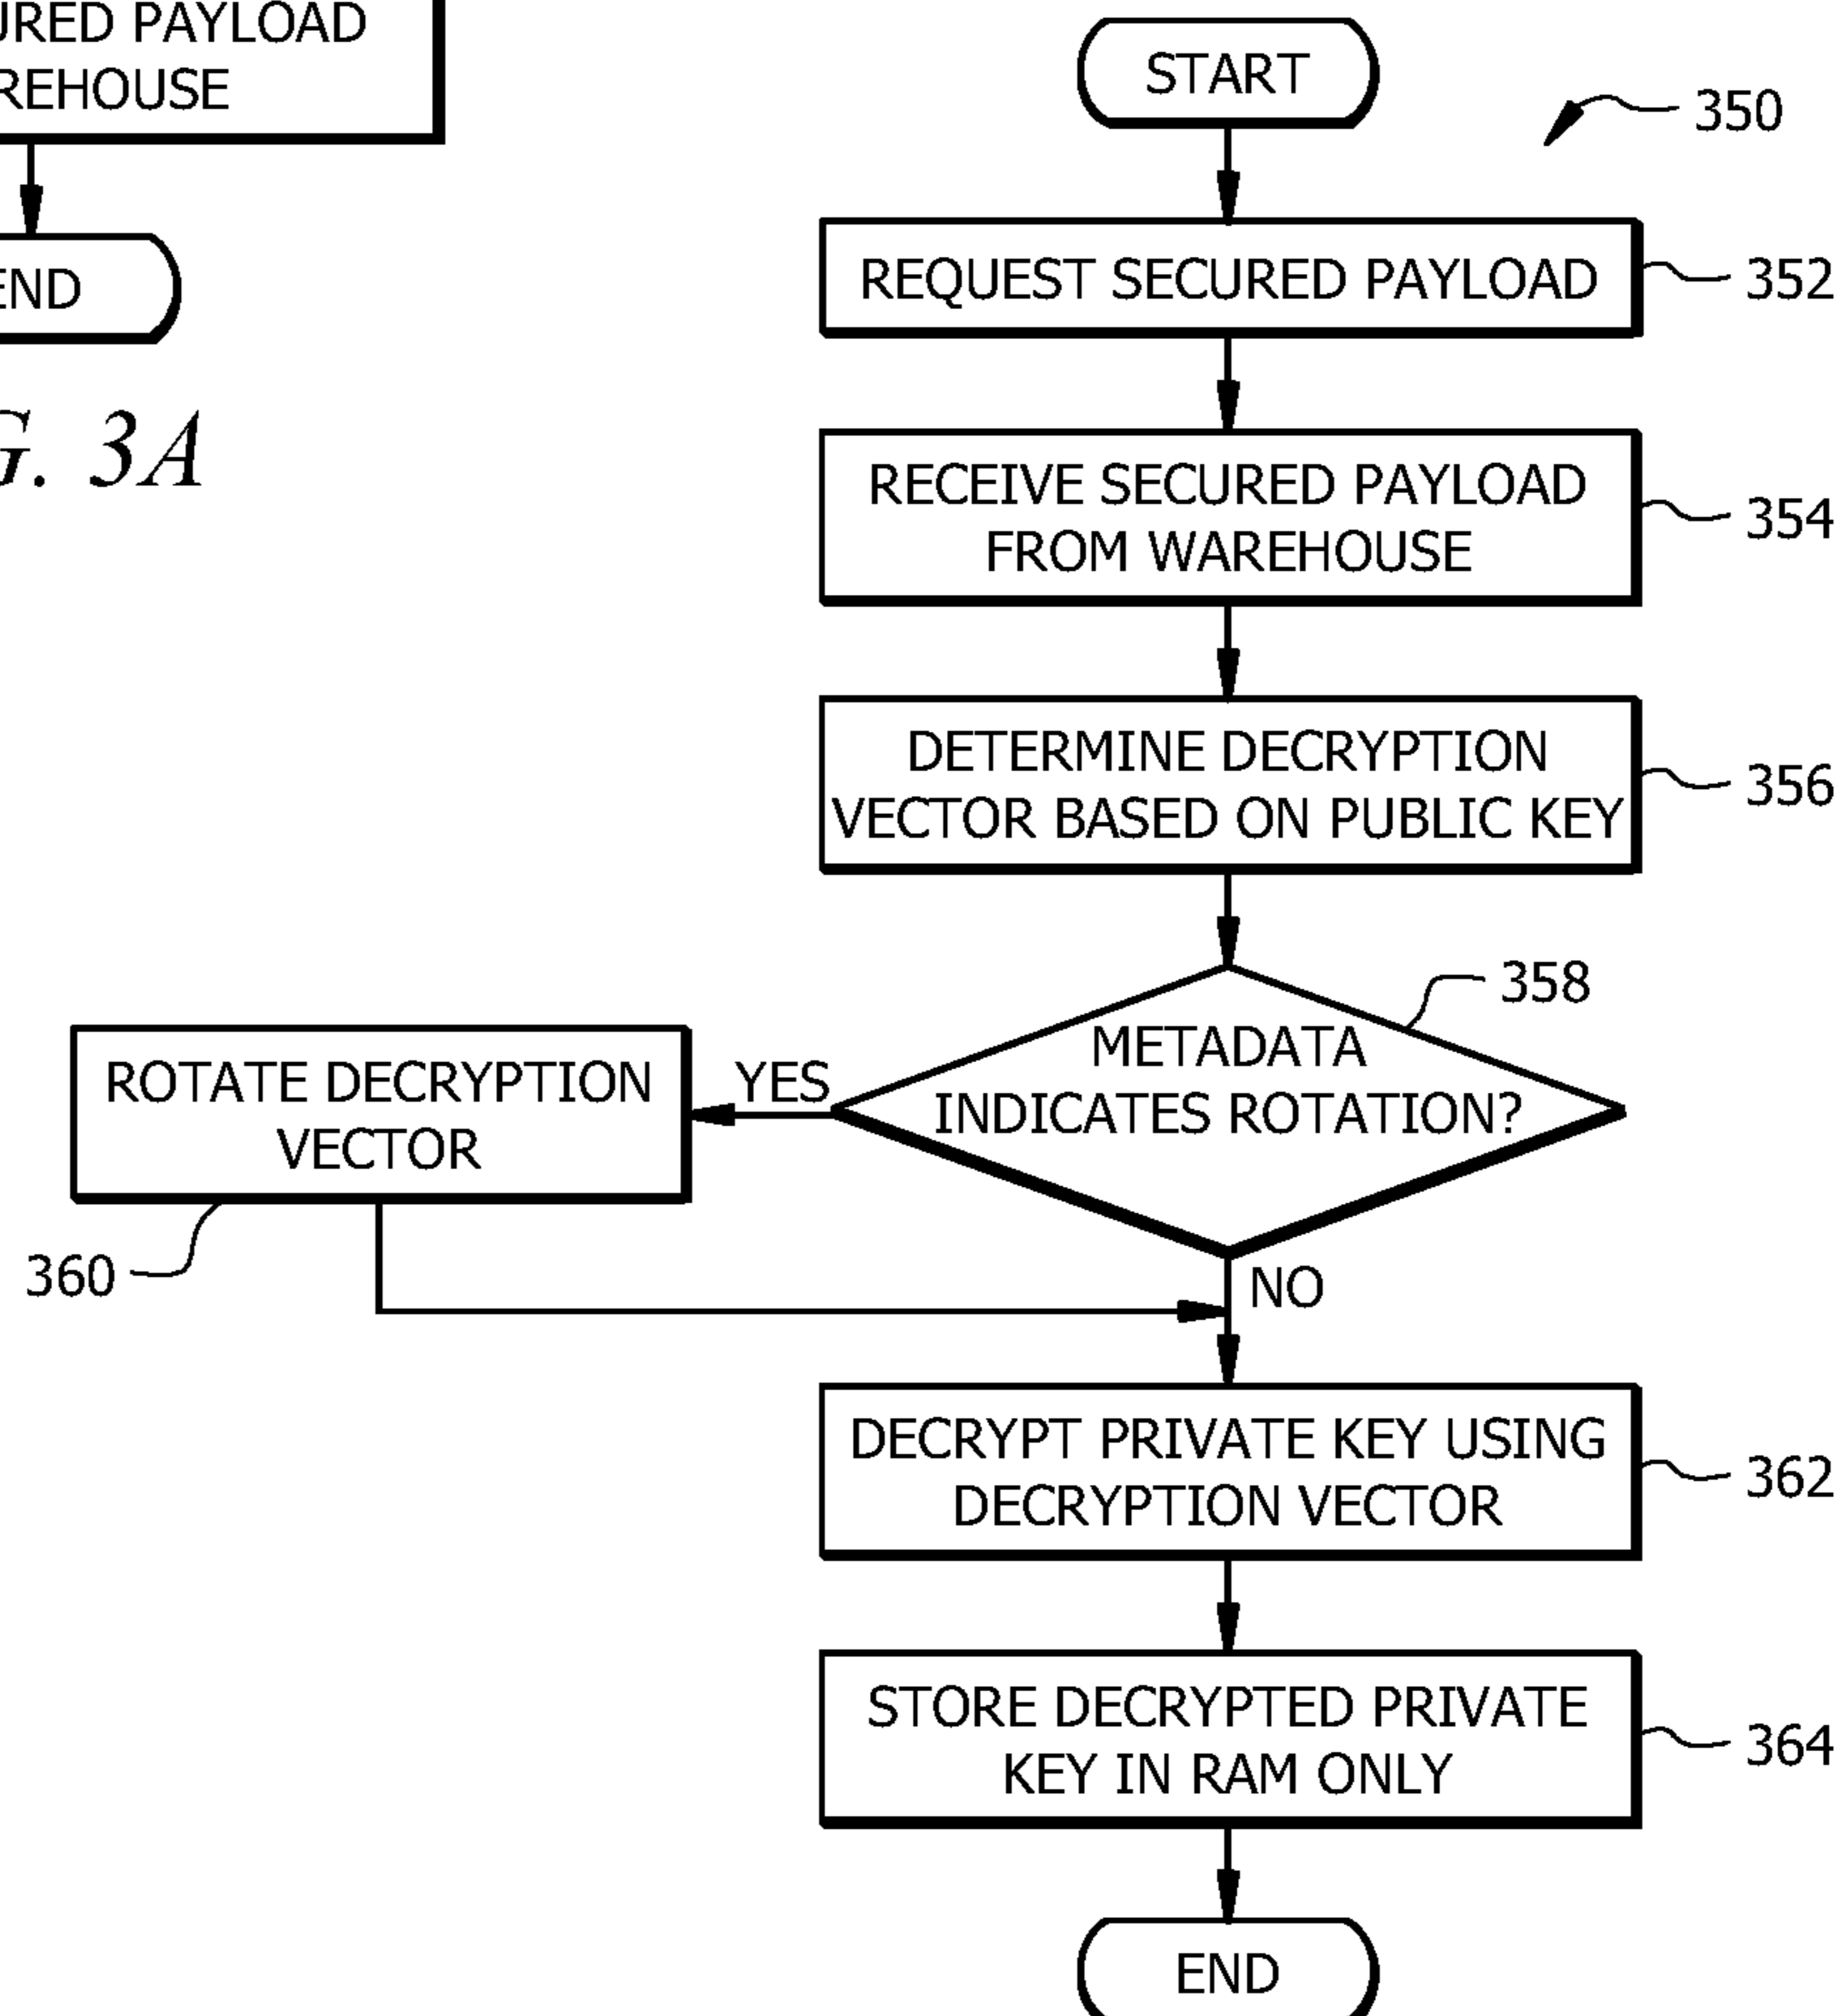 PAYLOAD
END
3A
START
350
REQUEST SECURED PAYLOAD
352
RECEIVE SECURED PAYLOAD
FROM WAREHOUSE
354
DETERMINE DECRYPTION
VECTOR BASED ON PUBLIC KEY
356
METADATA
INDICATES ROTATION?
358
YES
ROTATE DECRYPTION
VECTOR
360
NO
DECRYPT PRIVATE KEY USING
DECRYPTION VECTOR
362
STORE DECRYPTED PRIVATE
KEY IN RAM ONLY
364
END